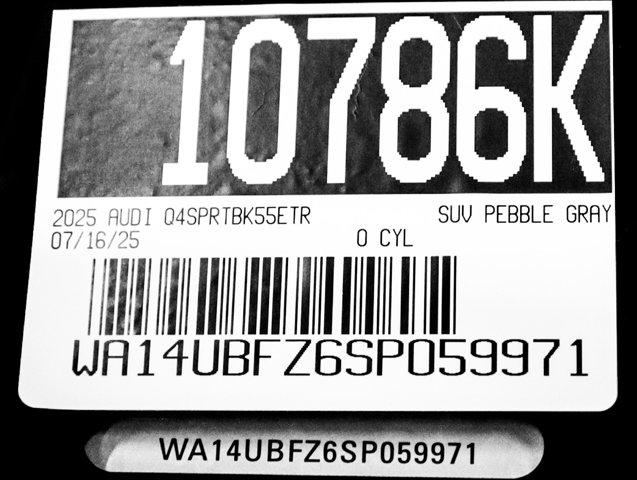 10786K
2025 AUDI Q4SPRTBK55ETR SUV PEBBLE GRAY
07/16/25 0 CYL
WA14UBFZ6SP059971
WA14UBFZ6SP059971